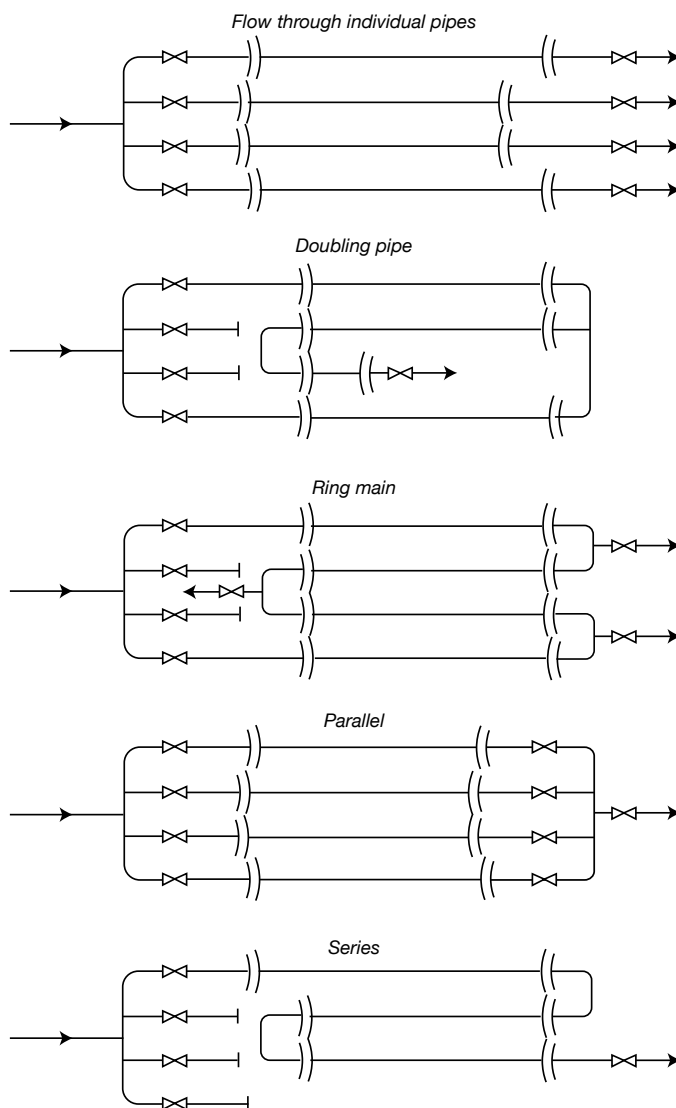 Flow through individual pipes
Doubling pipe
Ring main
Parallel
Series